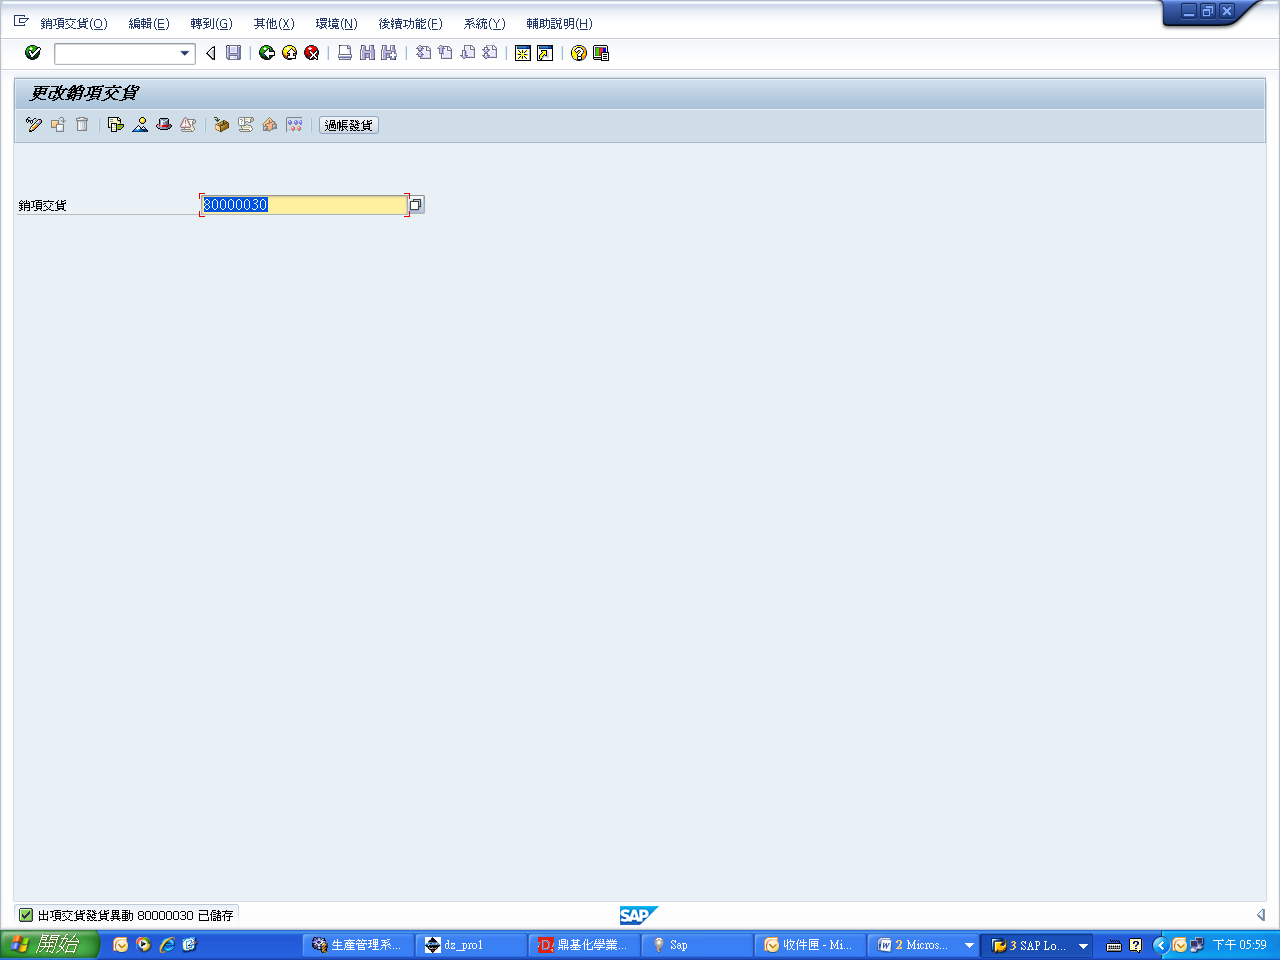 銷項交貨(O) 編輯(E) 轉到(G) 其他(X) 環境(N) 後續功能(F) 系統(Y) 輔助說明(H)
更改銷項交貨
過帳發貨
銷項交貨 80000030
出項交貨發貨異動 80000030 已儲存
SAP
開始 生產管理系... dz_pro1 鼎基化學業... Sap 收件匣 - Mi... 2 Micros... 3 SAP Lo... 下午 05:59